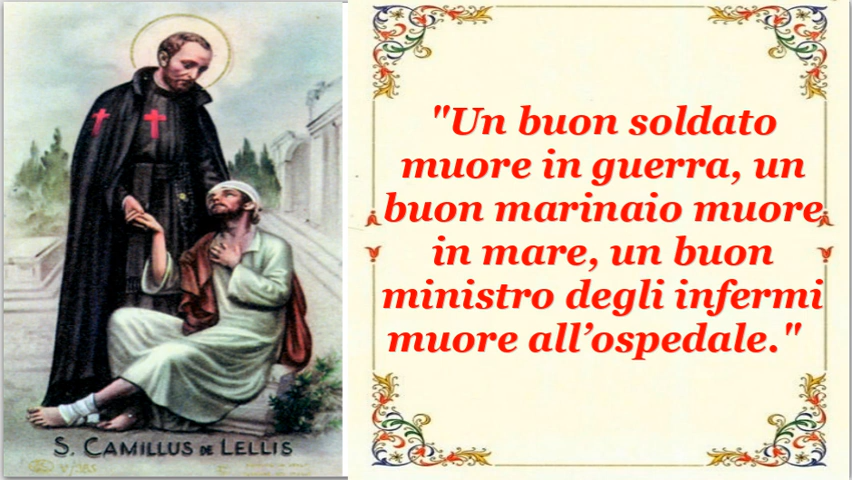 S. CAMILLUS DE LELLIS
"Un buon soldato
muore in guerra, un
buon marinaio muore
in mare, un buon
ministro degli infermi
muore all’ospedale."